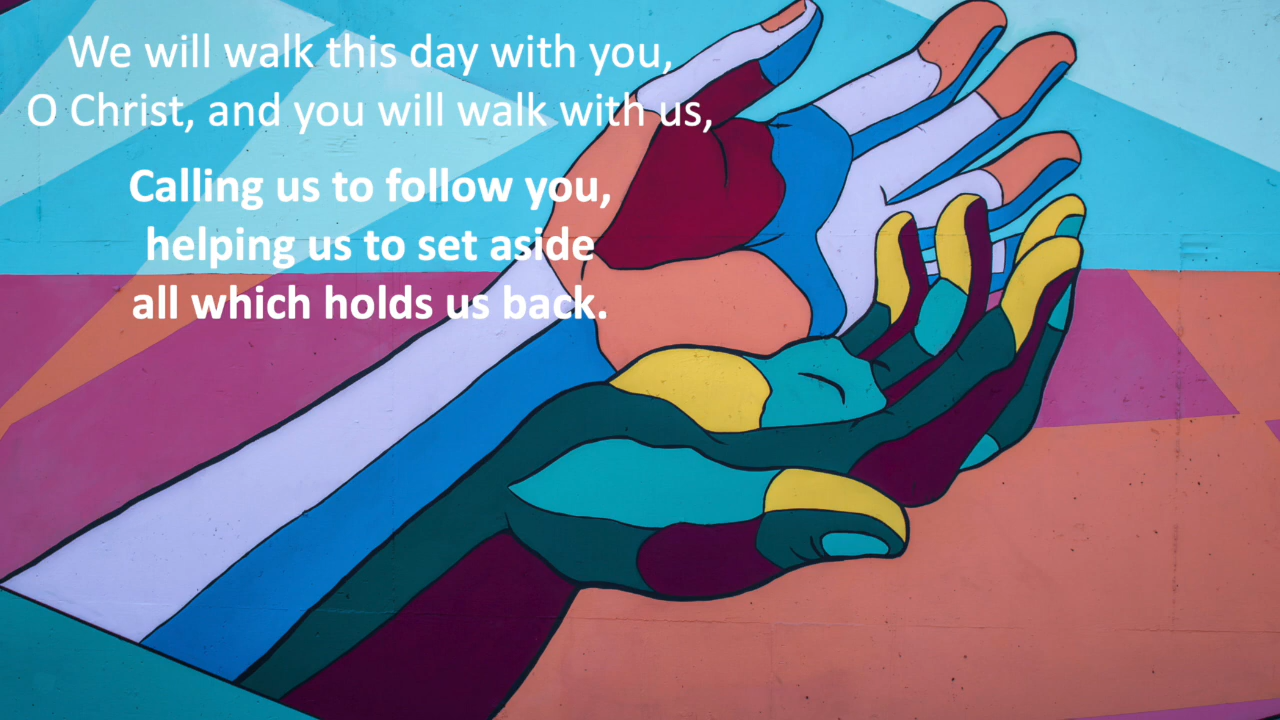 We will walk this day with you,
O Christ, and you will walk with us,
Calling us to follow you,
helping us to set aside
all which holds us back.